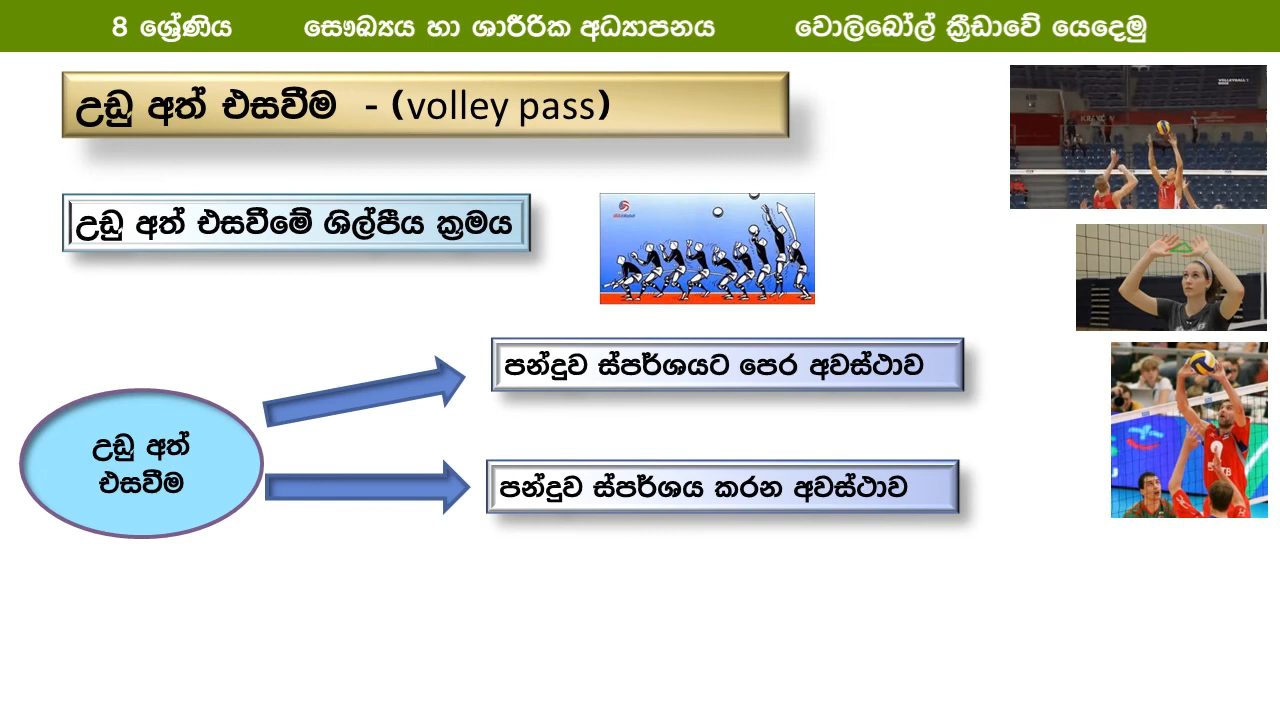 8 ශ්‍රේණිය සෞඛ්‍යය හා ශාරීරික අධ්‍යාපනය වොලිබෝල් ක්‍රීඩාවේ යෙදෙමු
උඩු අත් එසවීම - (volley pass)
උඩු අත් එසවීමේ ශිල්පීය ක්‍රමය
පන්දුව ස්පර්ශයට පෙර අවස්ථාව
උඩු අත්
එසවීම
පන්දුව ස්පර්ශය කරන අවස්ථාව